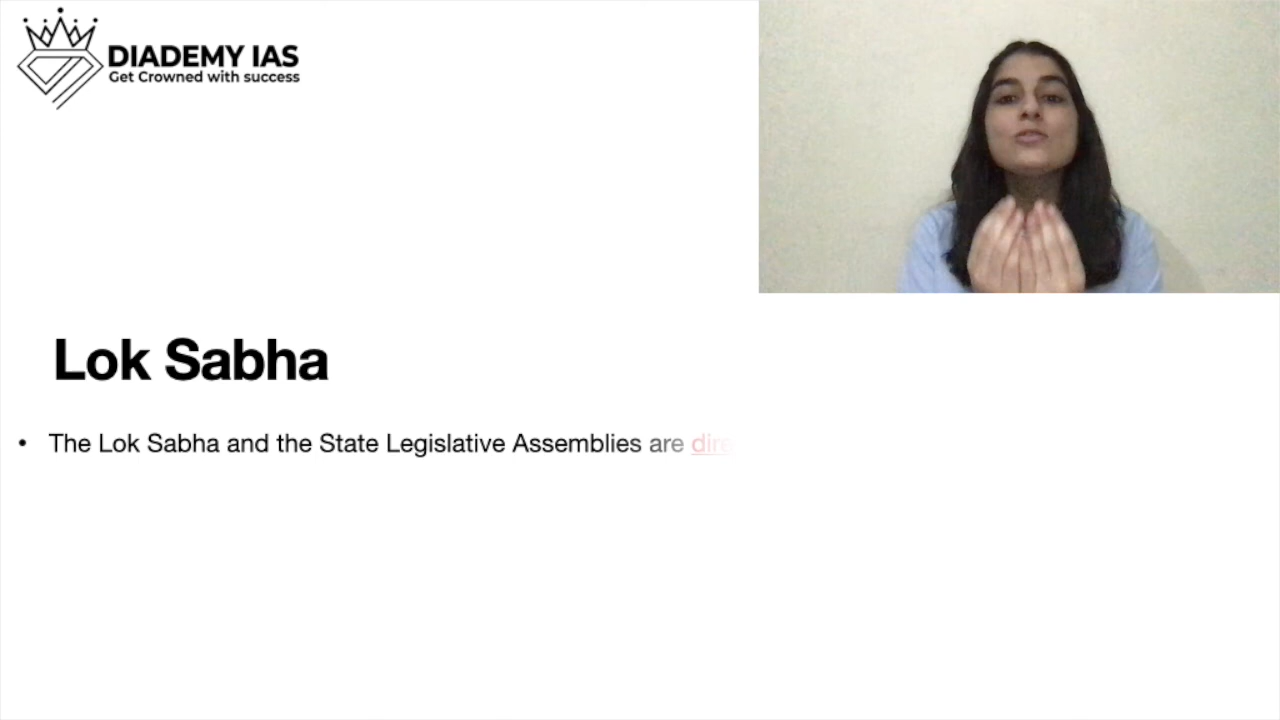 DIADEMY IAS
Get Crowned with success
Lok Sabha
• The Lok Sabha and the State Legislative Assemblies are